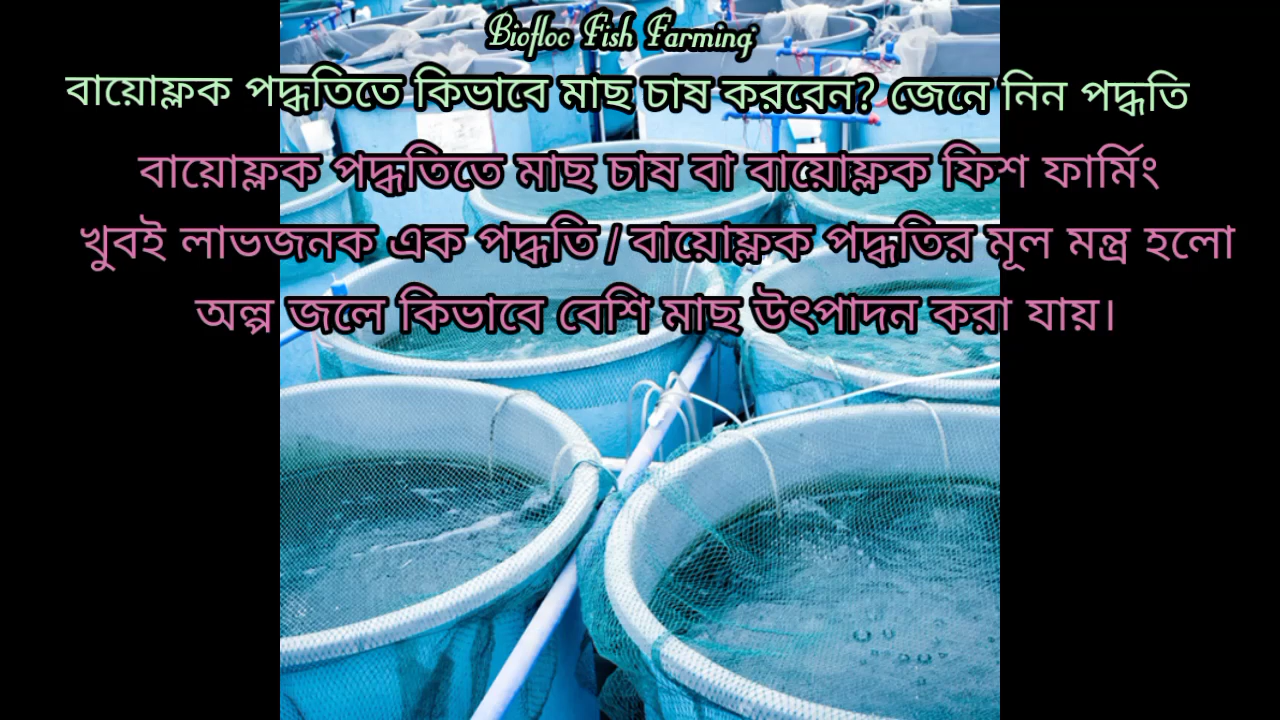 Biofloc Fish Farming
বায়োফ্লক পদ্ধতিতে কিভাবে মাছ চাষ করবেন? জেনে নিন পদ্ধতি
বায়োফ্লক পদ্ধতিতে মাছ চাষ বা বায়োফ্লক ফিশ ফার্মিং
খুবই লাভজনক এক পদ্ধতি / বায়োফ্লক পদ্ধতির মূল মন্ত্র হলো
অল্প জলে কিভাবে বেশি মাছ উৎপাদন করা যায়।